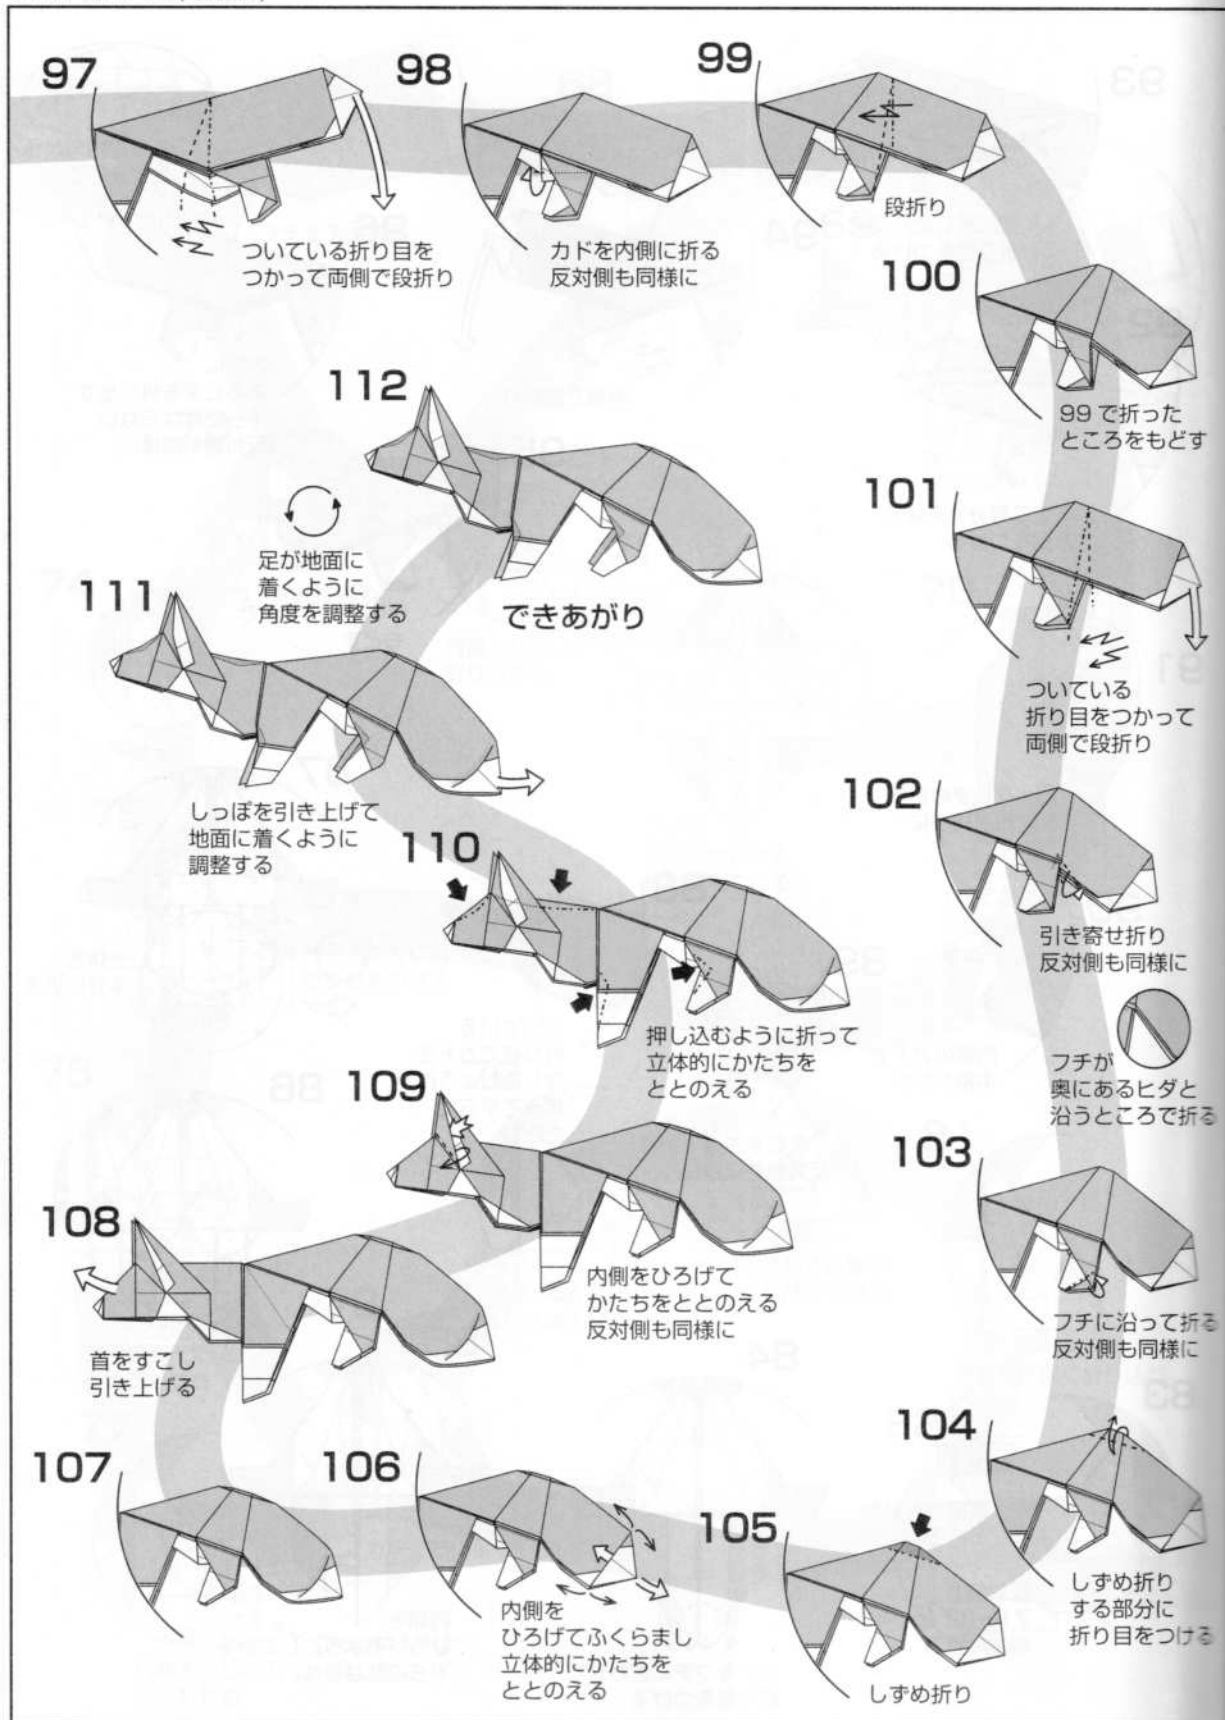 97
ついている折り目を
つかって両側で段折り
98
カドを内側に折る
反対側も同様に
99
段折り
100
99 で折った
ところをもどす
101
ついている
折り目をつかって
両側で段折り
102
引き寄せ折り
反対側も同様に
フチが
奥にあるヒダと
沿うところで折る
103
フチに沿って折る
反対側も同様に
104
しずめ折り
する部分に
折り目をつける
105
しずめ折り
106
内側を
ひろげてふくらまし
立体的にかたちを
ととのえる
107
108
首をすこし
引き上げる
109
内側をひろげて
かたちをととのえる
反対側も同様に
110
押し込むように折って
立体的にかたちを
ととのえる
111
しっぽを引き上げて
地面に着くように
調整する
足が地面に
着くように
角度を調整する
112
できあがり